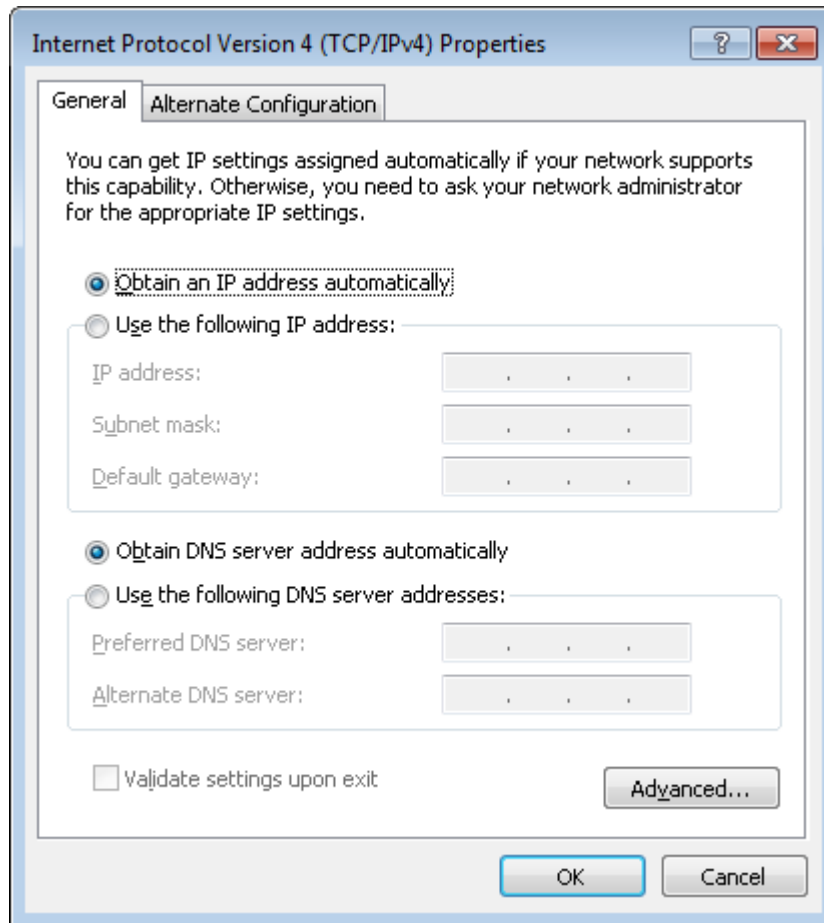 Internet Protocol Version 4 (TCP/IPv4) Properties
?
General
Alternate Configuration
You can get IP settings assigned automatically if your network supports
this capability. Otherwise, you need to ask your network administrator
for the appropriate IP settings.
Obtain an IP address automatically
Use the following IP address:
IP address:
. . .
Subnet mask:
. . .
Default gateway:
. . .
Obtain DNS server address automatically
Use the following DNS server addresses:
Preferred DNS server:
. . .
Alternate DNS server:
. . .
Validate settings upon exit
Advanced...
OK
Cancel